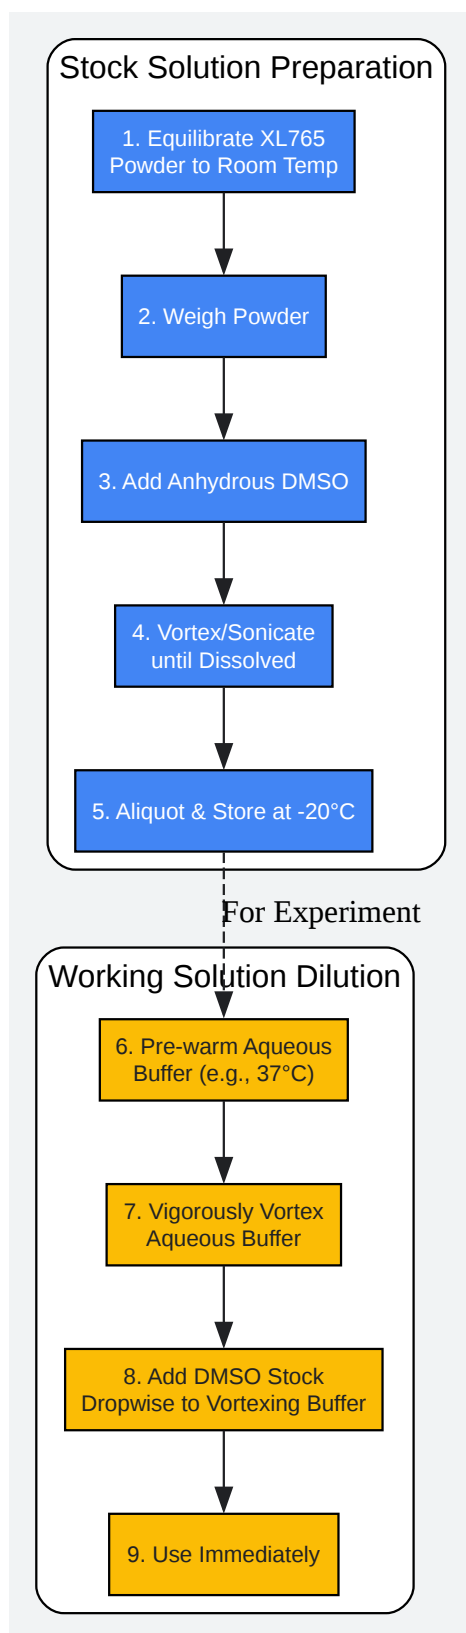 Stock Solution Preparation
1. Equilibrate XL765
Powder to Room Temp
2. Weigh Powder
3. Add Anhydrous DMSO
4. Vortex/Sonicate
until Dissolved
5. Aliquot & Store at -20°C
For Experiment
Working Solution Dilution
6. Pre-warm Aqueous
Buffer (e.g., 37°C)
7. Vigorously Vortex
Aqueous Buffer
8. Add DMSO Stock
Dropwise to Vortexing Buffer
9. Use Immediately